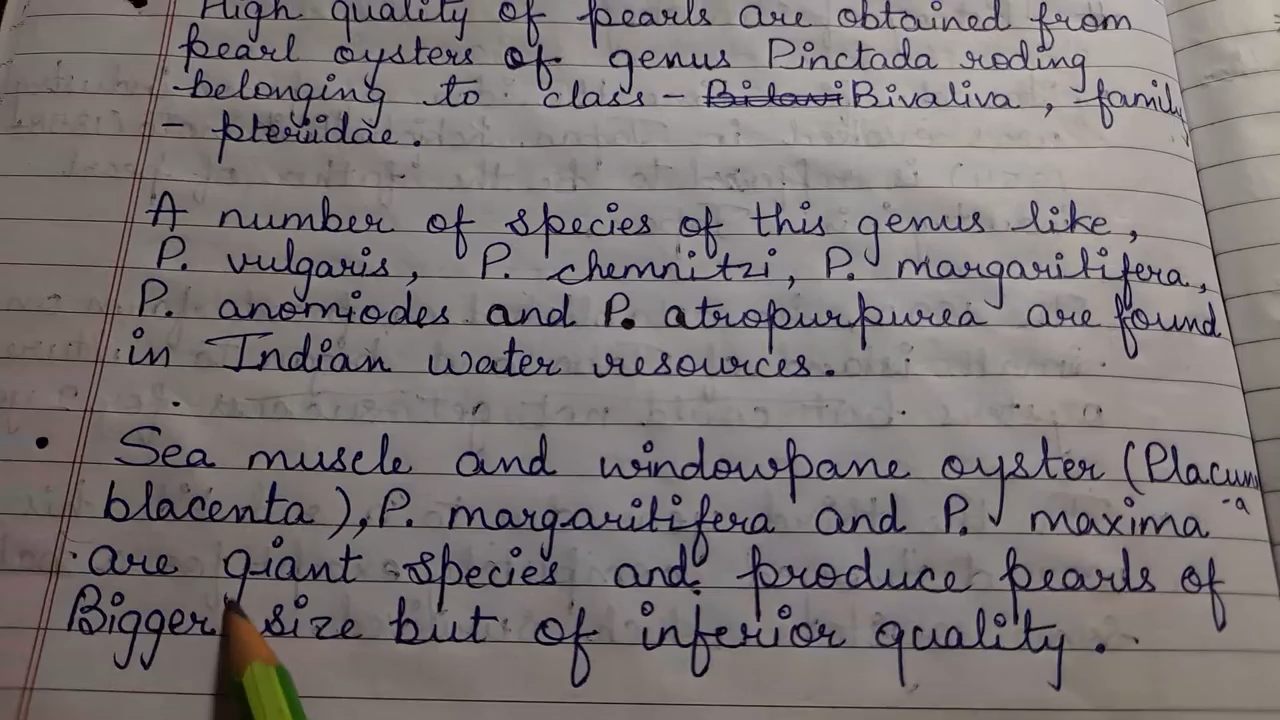 High quality of pearls are obtained from
pearl oysters of genus Pinctada roding
belonging to class - Bivaliva, family
- pteriidae.
A number of species of this genus like,
P. vulgaris, P. chemnitzi, P. margaritifera,
P. anomiodes and P. atropurpurea are found
in Indian water resources.
• Sea muscle and windowpane oyster (Placuna
blacenta), P. margaritifera and P. maxima
are giant species and produce pearls of
Bigger size but of inferior quality.